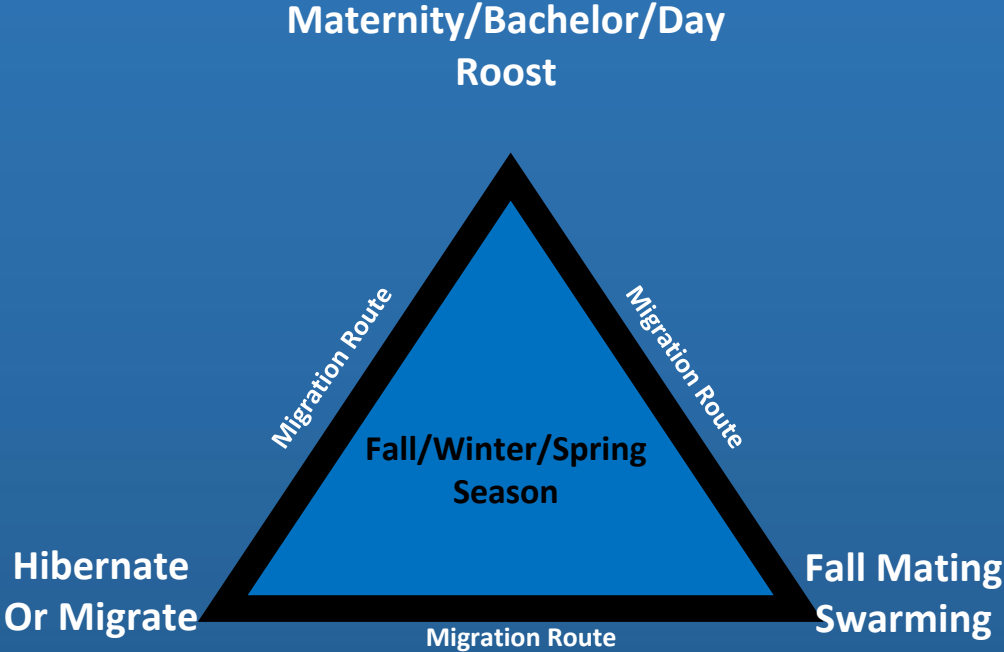 Maternity/Bachelor/Day
Roost
Migration Route
Migration Route
Fall/Winter/Spring
Season
Hibernate
Or Migrate
Fall Mating
Swarming
Migration Route